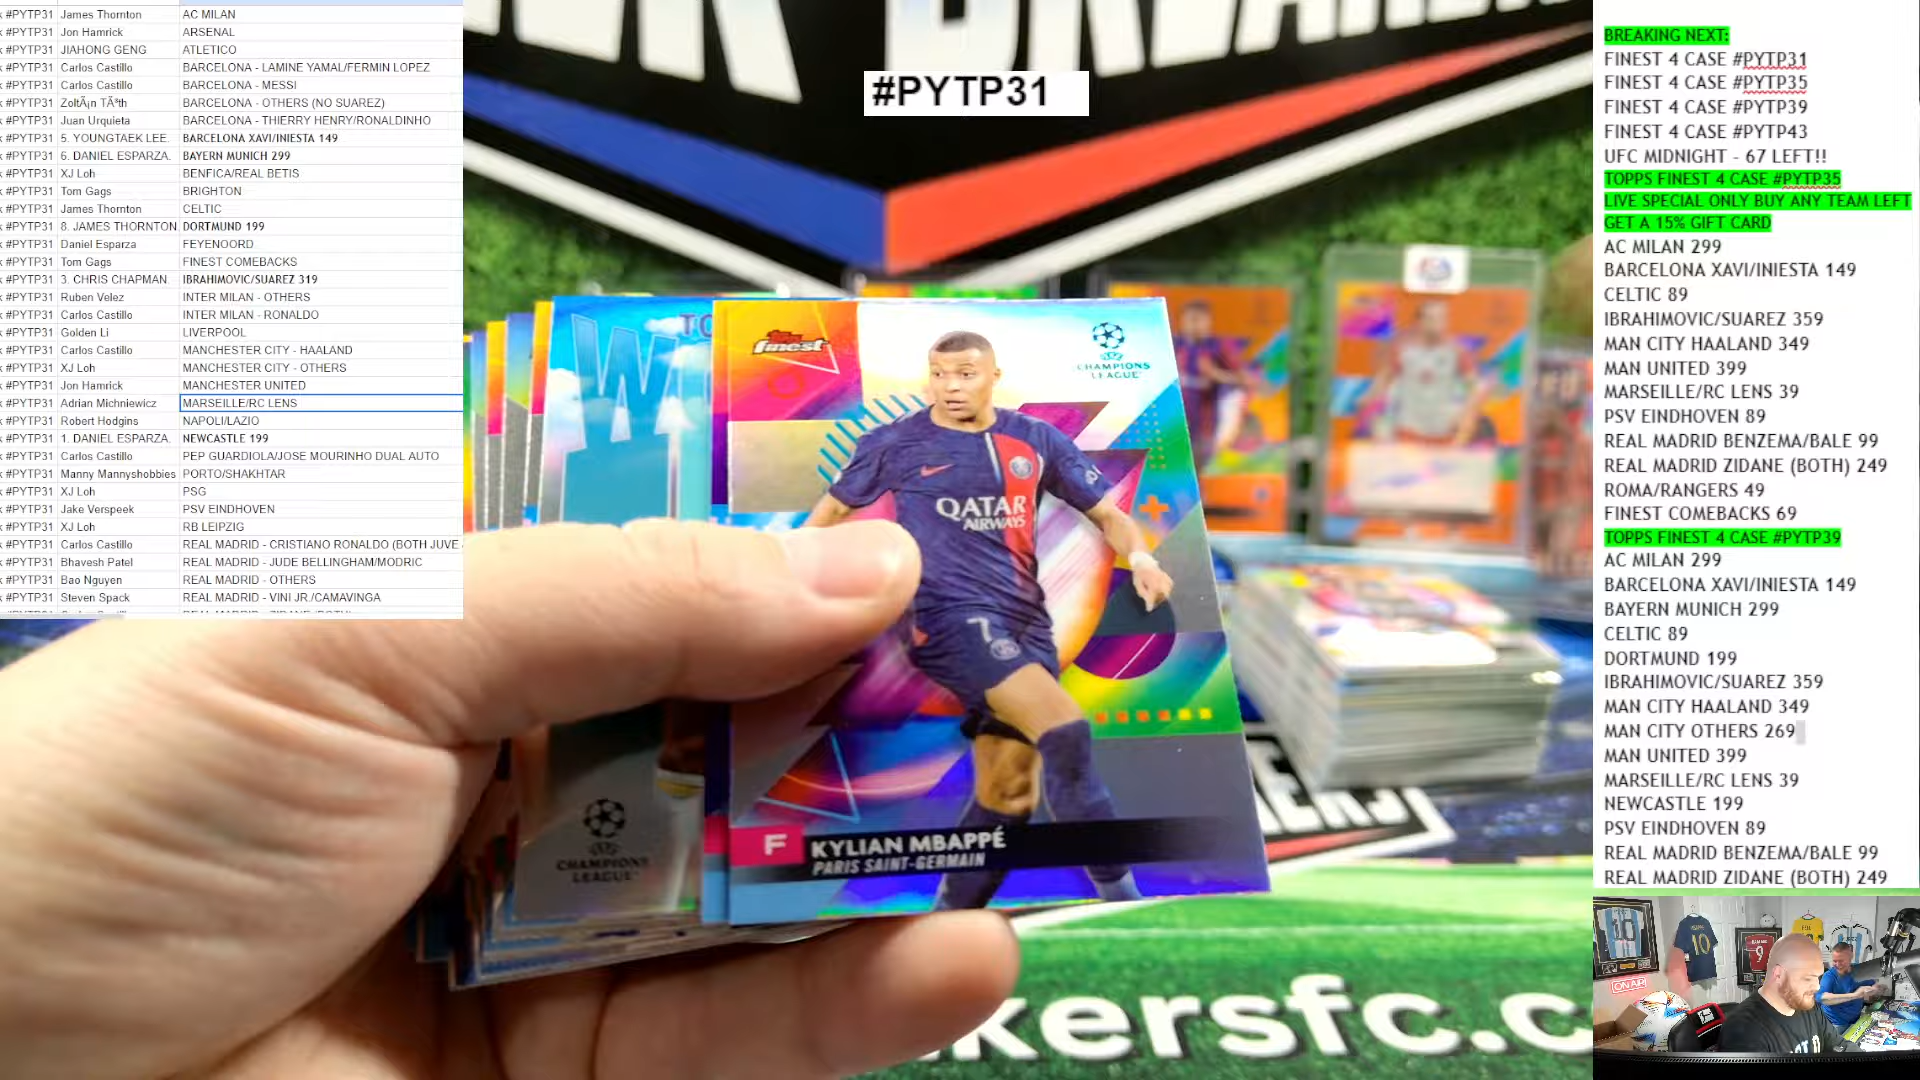 #PYTP31 James Thornton AC MILAN
#PYTP31 Jon Hamrick ARSENAL
#PYTP31 JIAHONG GENG ATLETICO
#PYTP31 Carlos Castillo BARCELONA - LAMINE YAMAL/FERMIN LOPEZ
#PYTP31 Carlos Castillo BARCELONA - MESSI
#PYTP31 ZoltÃ¡n TÃ³th BARCELONA - OTHERS (NO SUAREZ)
#PYTP31 Juan Urquieta BARCELONA - THIERRY HENRY/RONALDINHO
#PYTP31 5. YOUNGTAEK LEE. BARCELONA XAVI/INIESTA 149
#PYTP31 6. DANIEL ESPARZA. BAYERN MUNICH 299
#PYTP31 XJ Loh BENFICA/REAL BETIS
#PYTP31 Tom Gags BRIGHTON
#PYTP31 James Thornton CELTIC
#PYTP31 8. JAMES THORNTON. DORTMUND 199
#PYTP31 Daniel Esparza FEYENOORD
#PYTP31 Tom Gags FINEST COMEBACKS
#PYTP31 3. CHRIS CHAPMAN. IBRAHIMOVIC/SUAREZ 319
#PYTP31 Ruben Velez INTER MILAN - OTHERS
#PYTP31 Carlos Castillo INTER MILAN - RONALDO
#PYTP31 Golden Li LIVERPOOL
#PYTP31 Carlos Castillo MANCHESTER CITY - HAALAND
#PYTP31 XJ Loh MANCHESTER CITY - OTHERS
#PYTP31 Jon Hamrick MANCHESTER UNITED
#PYTP31 Adrian Michniewicz MARSEILLE/RC LENS
#PYTP31 Robert Hodgins NAPOLI/LAZIO
#PYTP31 1. DANIEL ESPARZA. NEWCASTLE 199
#PYTP31 Carlos Castillo PEP GUARDIOLA/JOSE MOURINHO DUAL AUTO
#PYTP31 Manny Mannyshobbies PORTO/SHAKHTAR
#PYTP31 XJ Loh PSG
#PYTP31 Jake Verspeek PSV EINDHOVEN
#PYTP31 XJ Loh RB LEIPZIG
#PYTP31 Carlos Castillo REAL MADRID - CRISTIANO RONALDO (BOTH JUVE
#PYTP31 Bhavesh Patel REAL MADRID - JUDE BELLINGHAM/MODRIC
#PYTP31 Bao Nguyen REAL MADRID - OTHERS
#PYTP31 Steven Spack REAL MADRID - VINI JR./CAMAVINGA
#PYTP31
finest
CHAMPIONS
LEAGUE
QATAR
AIRWAYS
7
F KYLIAN MBAPPÉ
PARIS SAINT-GERMAIN
CHAMPIONS
LEAGUE
kersfc.c
BREAKING NEXT:
FINEST 4 CASE #PYTP31
FINEST 4 CASE #PYTP35
FINEST 4 CASE #PYTP39
FINEST 4 CASE #PYTP43
UFC MIDNIGHT - 67 LEFT!!
TOPPS FINEST 4 CASE #PYTP35
LIVE SPECIAL ONLY BUY ANY TEAM LEFT
GET A 15% GIFT CARD
AC MILAN 299
BARCELONA XAVI/INIESTA 149
CELTIC 89
IBRAHIMOVIC/SUAREZ 359
MAN CITY HAALAND 349
MAN UNITED 399
MARSEILLE/RC LENS 39
PSV EINDHOVEN 89
REAL MADRID BENZEMA/BALE 99
REAL MADRID ZIDANE (BOTH) 249
ROMA/RANGERS 49
FINEST COMEBACKS 69
TOPPS FINEST 4 CASE #PYTP39
AC MILAN 299
BARCELONA XAVI/INIESTA 149
BAYERN MUNICH 299
CELTIC 89
DORTMUND 199
IBRAHIMOVIC/SUAREZ 359
MAN CITY HAALAND 349
MAN CITY OTHERS 269
MAN UNITED 399
MARSEILLE/RC LENS 39
NEWCASTLE 199
PSV EINDHOVEN 89
REAL MADRID BENZEMA/BALE 99
REAL MADRID ZIDANE (BOTH) 249
ON AIR